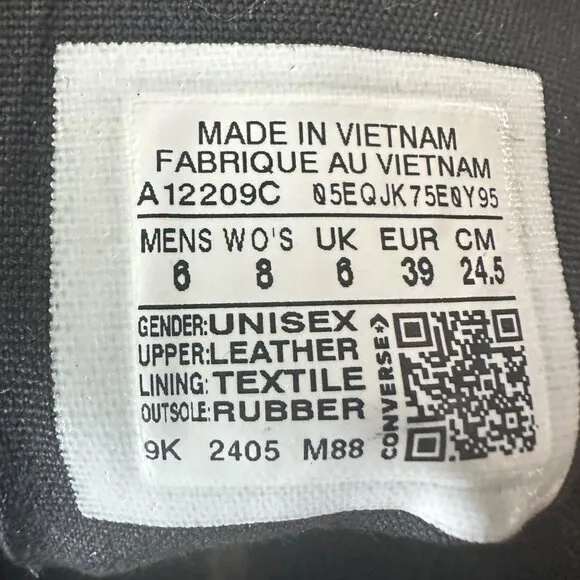 MADE IN VIETNAM
FABRIQUE AU VIETNAM
A12209C 05EQJK75E0Y95
MENS WO'S UK EUR CM
6 8 6 39 24.5
GENDER:UNISEX
UPPER:LEATHER
LINING:TEXTILE
OUTSOLE:RUBBER
9K 2405 M88
CONVERSE